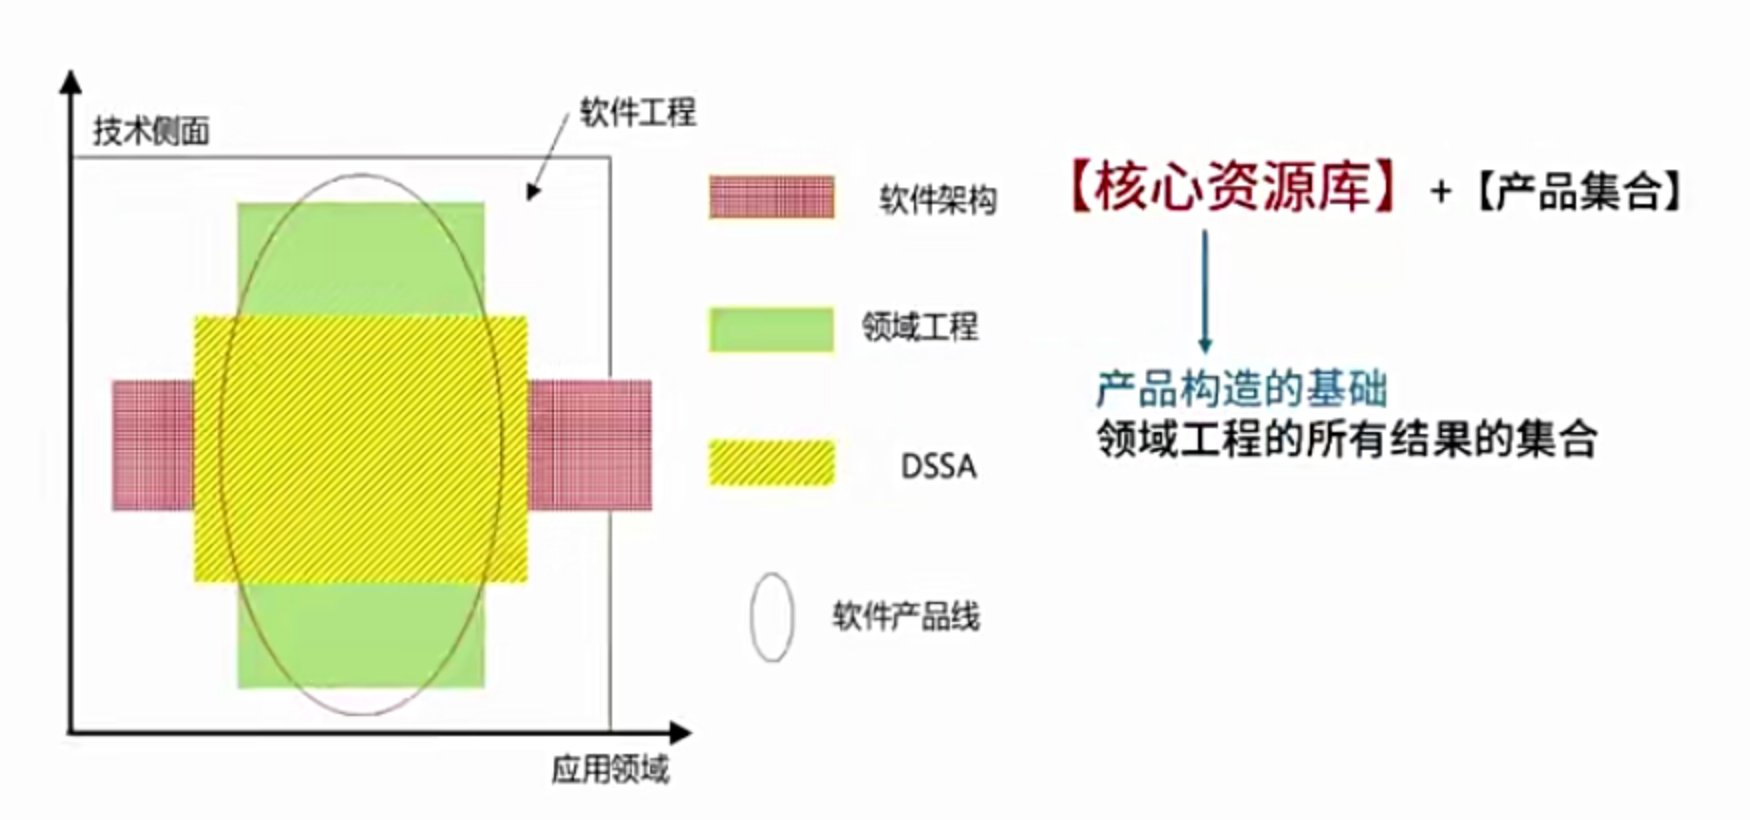 技术侧面
软件工程
应用领域
软件架构
领域工程
DSSA
软件产品线
【核心资源库】+【产品集合】
产品构造的基础
领域工程的所有结果的集合